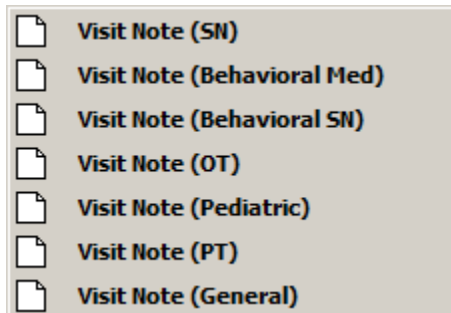 Visit Note (SN)
Visit Note (Behavioral Med)
Visit Note (Behavioral SN)
Visit Note (OT)
Visit Note (Pediatric)
Visit Note (PT)
Visit Note (General)